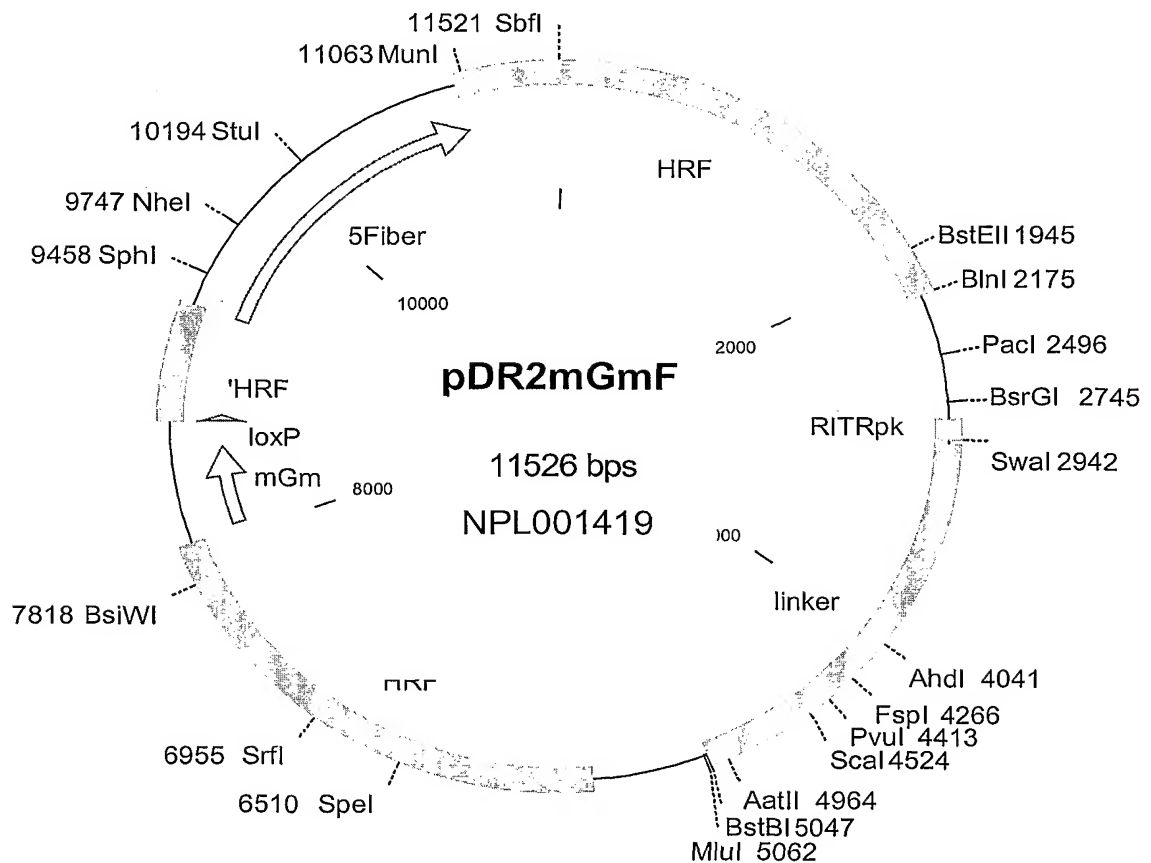 11521 SbfI
11063 MunI
10194 StuI
9747 NheI
9458 SphI
HRF
5Fiber
10000
BstEII 1945
BlnI 2175
2000
PacI 2496
BsrGI 2745
pDR2mGmF
'HRF
loxP
mGm
8000
RITRpk
SwaI 2942
11526 bps
NPL001419
linker
7818 BsiWI
HRF
AhdI 4041
FspI 4266
PvuI 4413
ScaI 4524
6955 SrfI
6510 SpeI
AatII 4964
BstBI 5047
MluI 5062